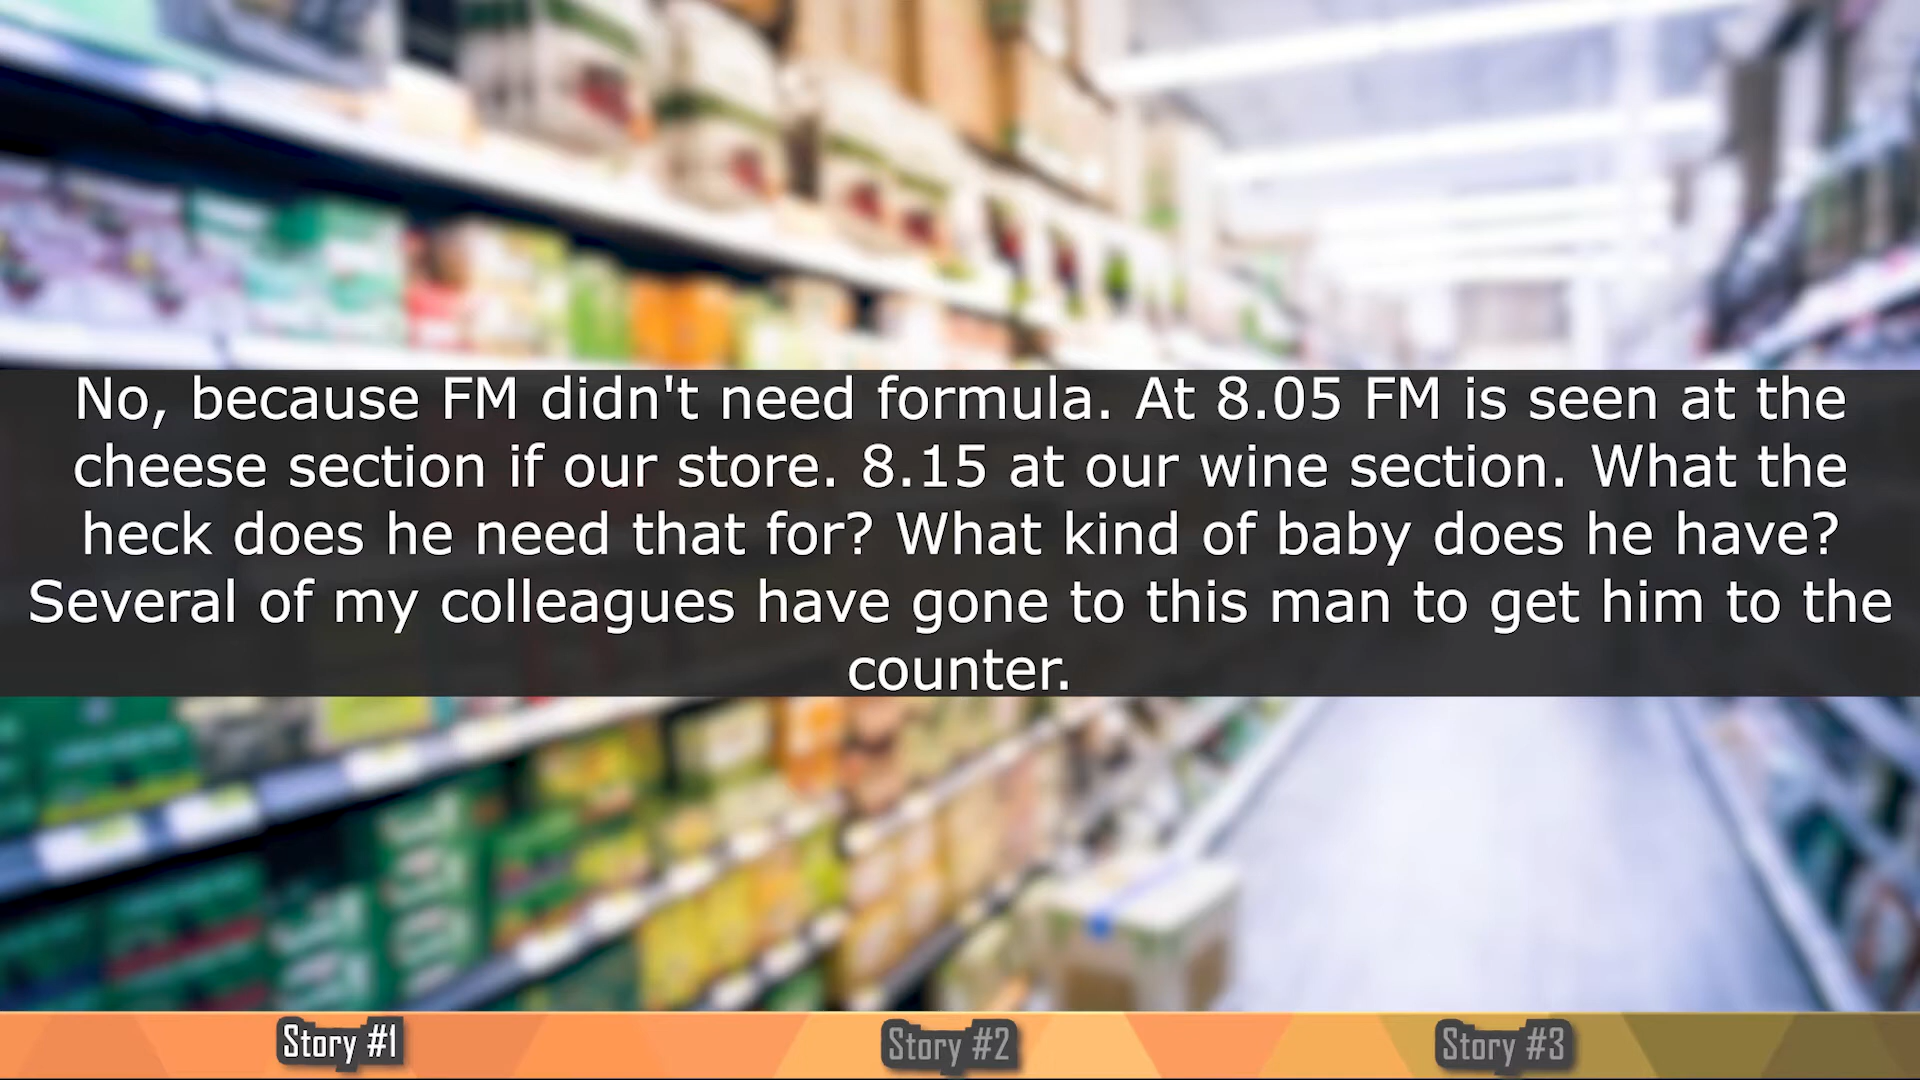 No, because FM didn't need formula. At 8.05 FM is seen at the
cheese section if our store. 8.15 at our wine section. What the
heck does he need that for? What kind of baby does he have?
Several of my colleagues have gone to this man to get him to the
counter.
Story #1
Story #2
Story #3